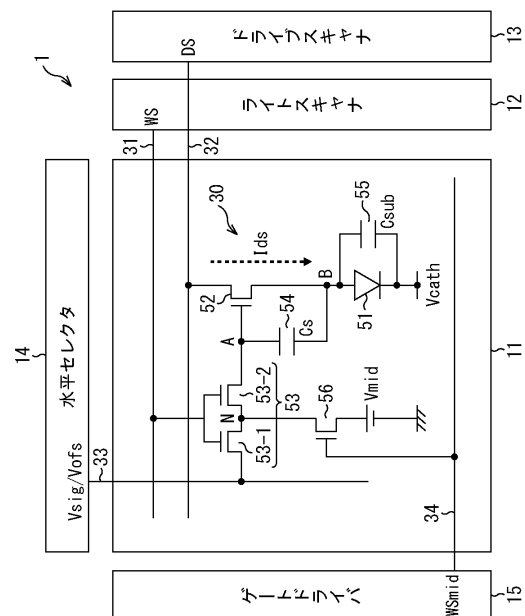 1
14
水平セレクタ
Vsig/Vofs
33
31
WS
ライトスキャナ
12
32
DS
ドライブスキャナ
13
30
Ids
52
A
B
54
Cs
55
Csub
51
Vcath
N
53-1
53-2
53
56
Vmid
11
34
WSmid
ゲートドライバ
15